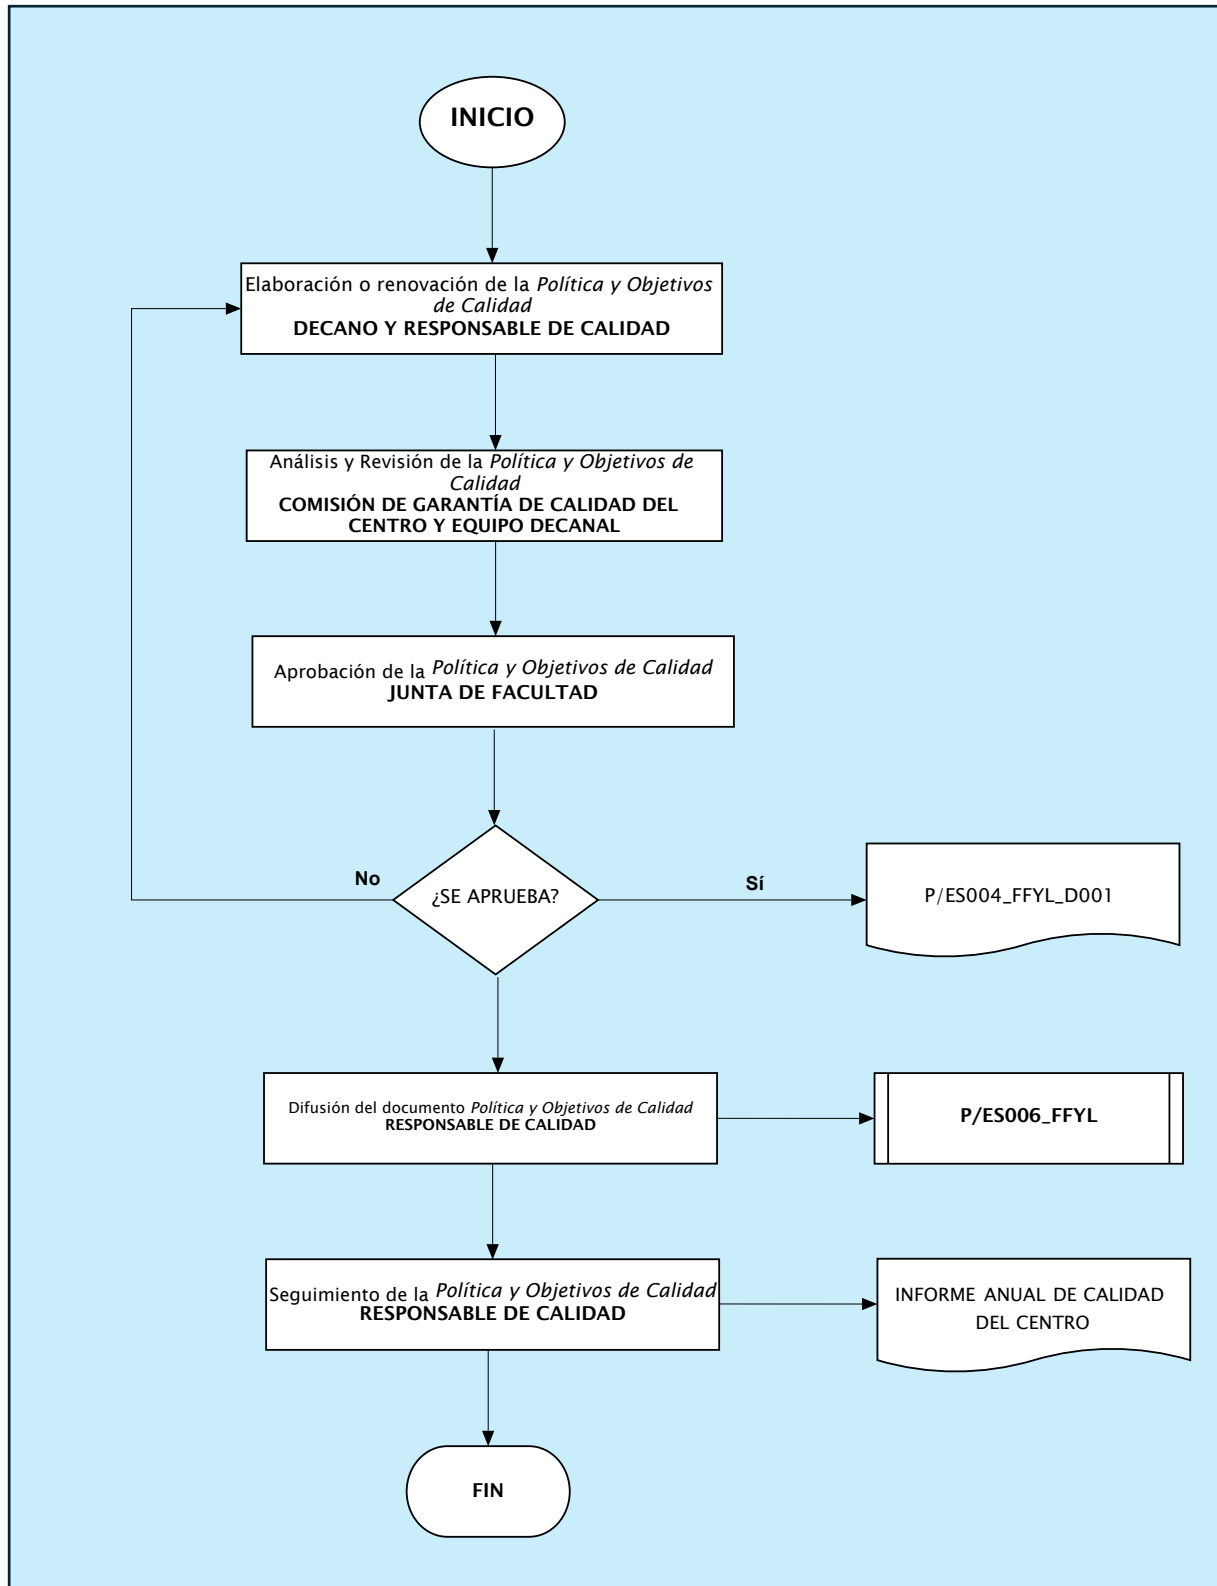 INICIO
Elaboración o renovación de la Política y Objetivos
de Calidad
DECANO Y RESPONSABLE DE CALIDAD
Análisis y Revisión de la Política y Objetivos de
Calidad
COMISIÓN DE GARANTÍA DE CALIDAD DEL
CENTRO Y EQUIPO DECANAL
Aprobación de la Política y Objetivos de Calidad
JUNTA DE FACULTAD
No
¿SE APRUEBA?
Sí
P/ES004_FFYL_D001
Difusión del documento Política y Objetivos de Calidad
RESPONSABLE DE CALIDAD
P/ES006_FFYL
Seguimiento de la Política y Objetivos de Calidad
RESPONSABLE DE CALIDAD
INFORME ANUAL DE CALIDAD
DEL CENTRO
FIN